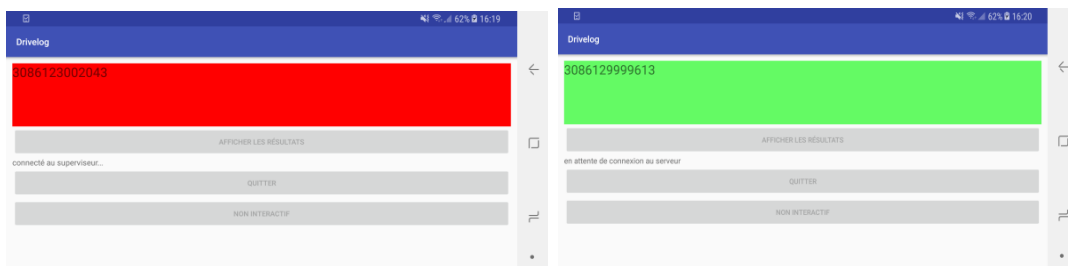 62% 16:19
Drivelog
3086123002043
AFFICHER LES RÉSULTATS
connecté au superviseur...
QUITTER
NON INTERACTIF
62% 16:20
Drivelog
3086129999613
AFFICHER LES RÉSULTATS
en attente de connexion au serveur
QUITTER
NON INTERACTIF